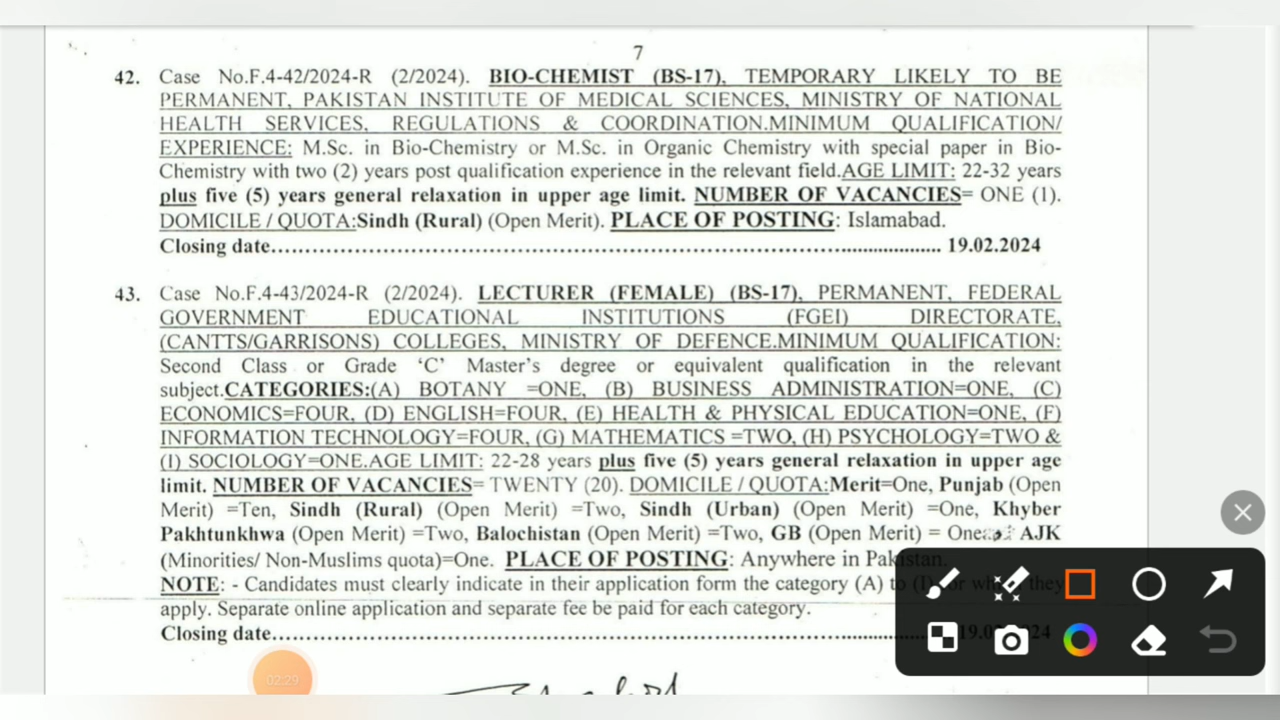 7
42. Case No.F.4-42/2024-R (2/2024). BIO-CHEMIST (BS-17), TEMPORARY LIKELY TO BE
PERMANENT, PAKISTAN INSTITUTE OF MEDICAL SCIENCES, MINISTRY OF NATIONAL
HEALTH SERVICES, REGULATIONS & COORDINATION.MINIMUM QUALIFICATION/
EXPERIENCE: M.Sc. in Bio-Chemistry or M.Sc. in Organic Chemistry with special paper in Bio-
Chemistry with two (2) years post qualification experience in the relevant field.AGE LIMIT: 22-32 years
plus five (5) years general relaxation in upper age limit. NUMBER OF VACANCIES= ONE (1).
DOMICILE / QUOTA:Sindh (Rural) (Open Merit). PLACE OF POSTING: Islamabad.
Closing date.................................................................................................... 19.02.2024
43. Case No.F.4-43/2024-R (2/2024). LECTURER (FEMALE) (BS-17), PERMANENT, FEDERAL
GOVERNMENT EDUCATIONAL INSTITUTIONS (FGEI) DIRECTORATE,
(CANTTS/GARRISONS) COLLEGES, MINISTRY OF DEFENCE.MINIMUM QUALIFICATION:
Second Class or Grade ‘C’ Master’s degree or equivalent qualification in the relevant
subject.CATEGORIES:(A) BOTANY =ONE, (B) BUSINESS ADMINISTRATION=ONE, (C)
ECONOMICS=FOUR, (D) ENGLISH=FOUR, (E) HEALTH & PHYSICAL EDUCATION=ONE, (F)
INFORMATION TECHNOLOGY=FOUR, (G) MATHEMATICS =TWO, (H) PSYCHOLOGY=TWO &
(I) SOCIOLOGY=ONE.AGE LIMIT: 22-28 years plus five (5) years general relaxation in upper age
limit. NUMBER OF VACANCIES= TWENTY (20). DOMICILE / QUOTA:Merit=One, Punjab (Open
Merit) =Ten, Sindh (Rural) (Open Merit) =Two, Sindh (Urban) (Open Merit) =One, Khyber
Pakhtunkhwa (Open Merit) =Two, Balochistan (Open Merit) =Two, GB (Open Merit) = One AJK
(Minorities/ Non-Muslims quota)=One. PLACE OF POSTING: Anywhere in Pakistan.
NOTE: - Candidates must clearly indicate in their application form the category (A) to they
apply. Separate online application and separate fee be paid for each category.
Closing date....................................................................................................
02:29